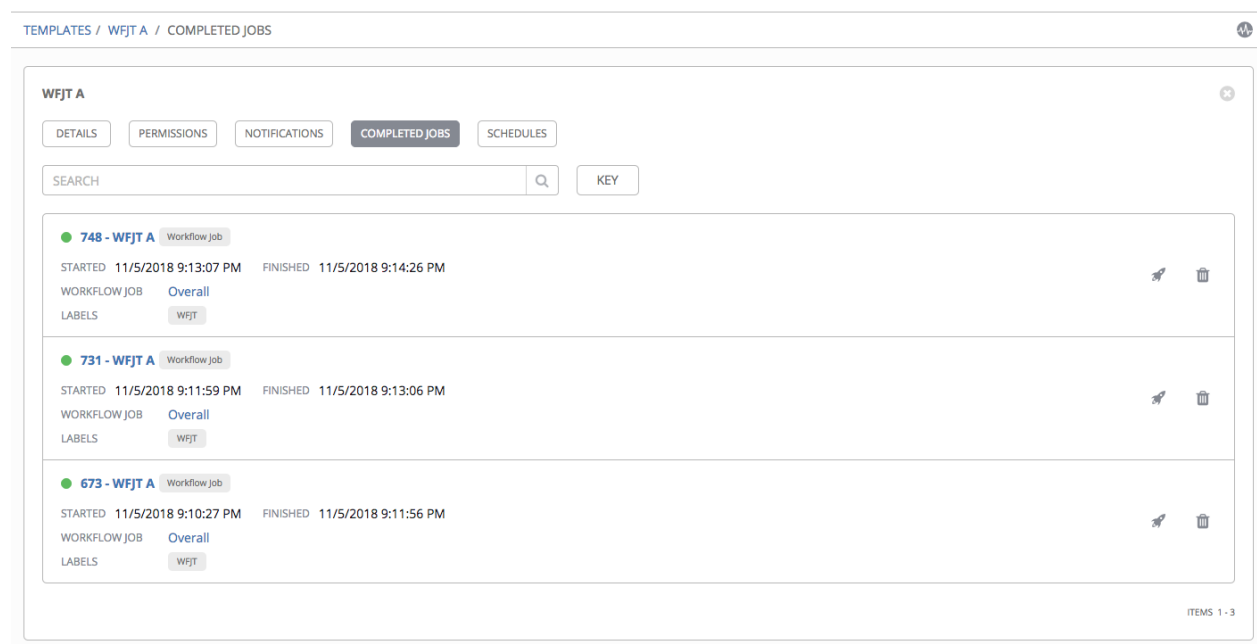 TEMPLATES / WFJT A / COMPLETED JOBS
WFJT A
DETAILS PERMISSIONS NOTIFICATIONS COMPLETED JOBS SCHEDULES
SEARCH KEY
748 - WFJT A Workflow Job
STARTED 11/5/2018 9:13:07 PM FINISHED 11/5/2018 9:14:26 PM
WORKFLOW JOB Overall
LABELS WFJT
731 - WFJT A Workflow Job
STARTED 11/5/2018 9:11:59 PM FINISHED 11/5/2018 9:13:06 PM
WORKFLOW JOB Overall
LABELS WFJT
673 - WFJT A Workflow Job
STARTED 11/5/2018 9:10:27 PM FINISHED 11/5/2018 9:11:56 PM
WORKFLOW JOB Overall
LABELS WFJT
ITEMS 1 - 3